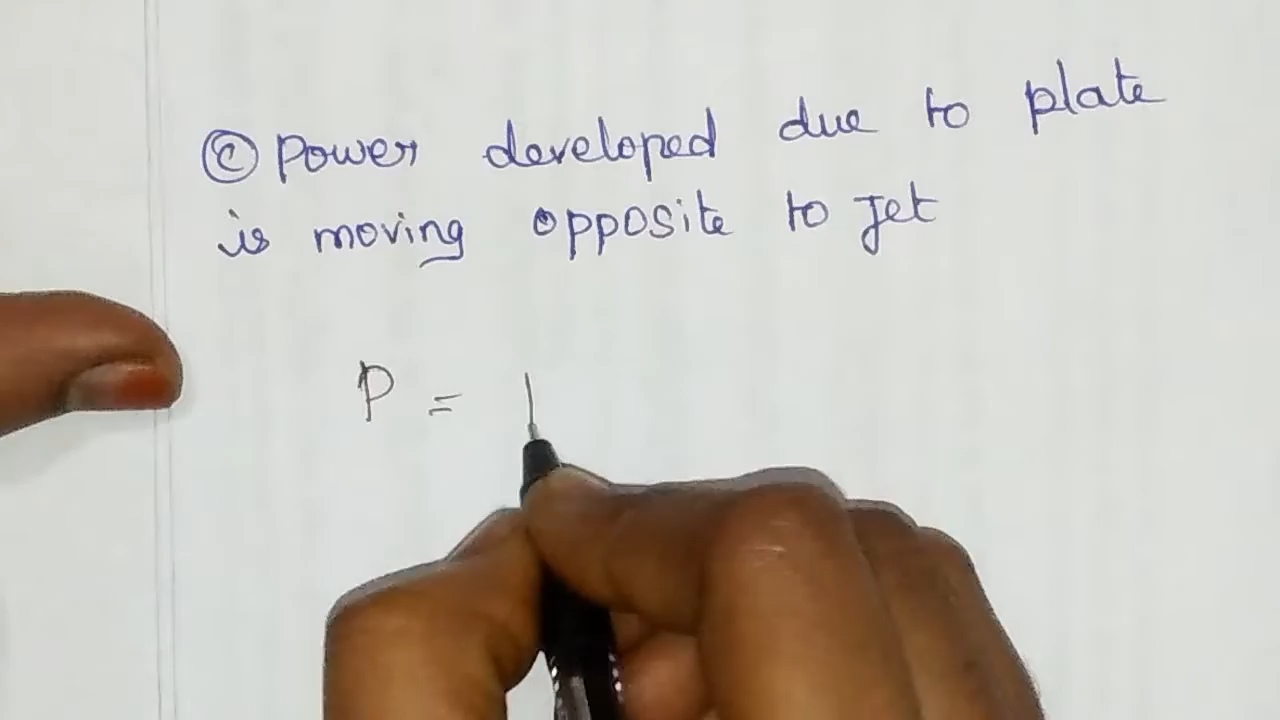 © Power developed due to plate
is moving opposite to Jet
P = |